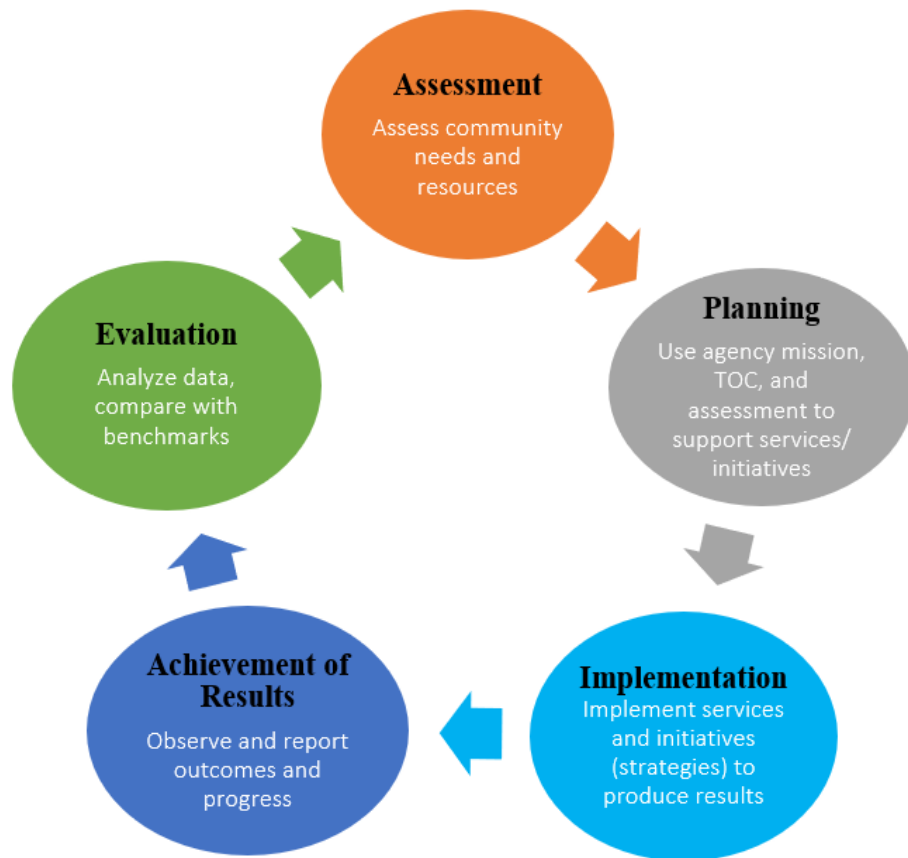 Assessment
Assess community
needs and
resources
Planning
Use agency mission,
TOC, and
assessment to
support services/
initiatives
Implementation
Implement services
and initiatives
(strategies) to
produce results
Achievement of
Results
Observe and report
outcomes and
progress
Evaluation
Analyze data,
compare with
benchmarks